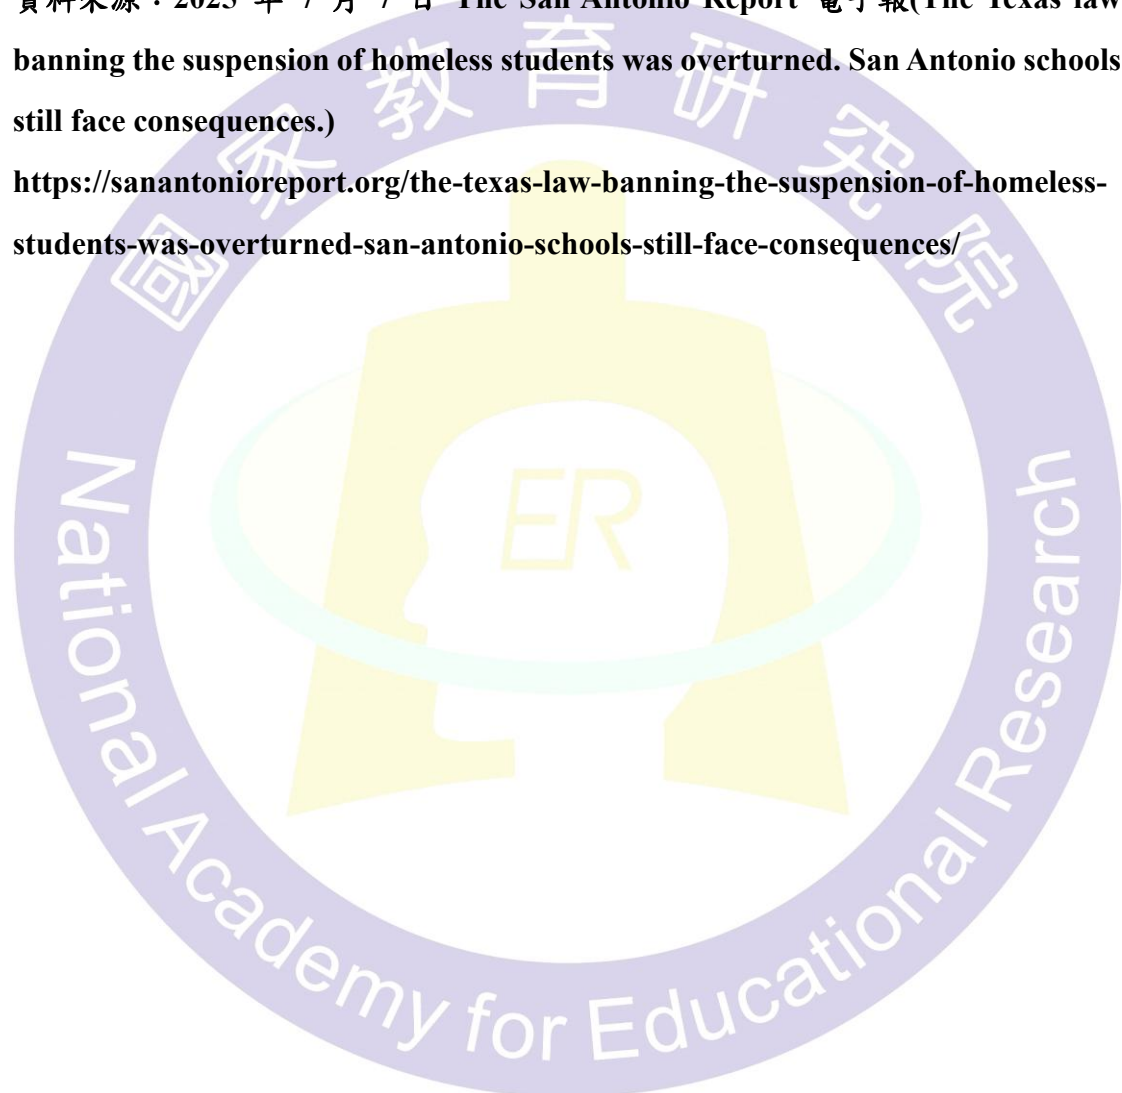 資料來源：2025 年 7 月 7 日 The San Antonio Report 電子報(The Texas law
banning the suspension of homeless students was overturned. San Antonio schools
still face consequences.)
https://sanantonioreport.org/the-texas-law-banning-the-suspension-of-homeless-
students-was-overturned-san-antonio-schools-still-face-consequences/
國家教育研究院
ER
National Academy for Educational Research